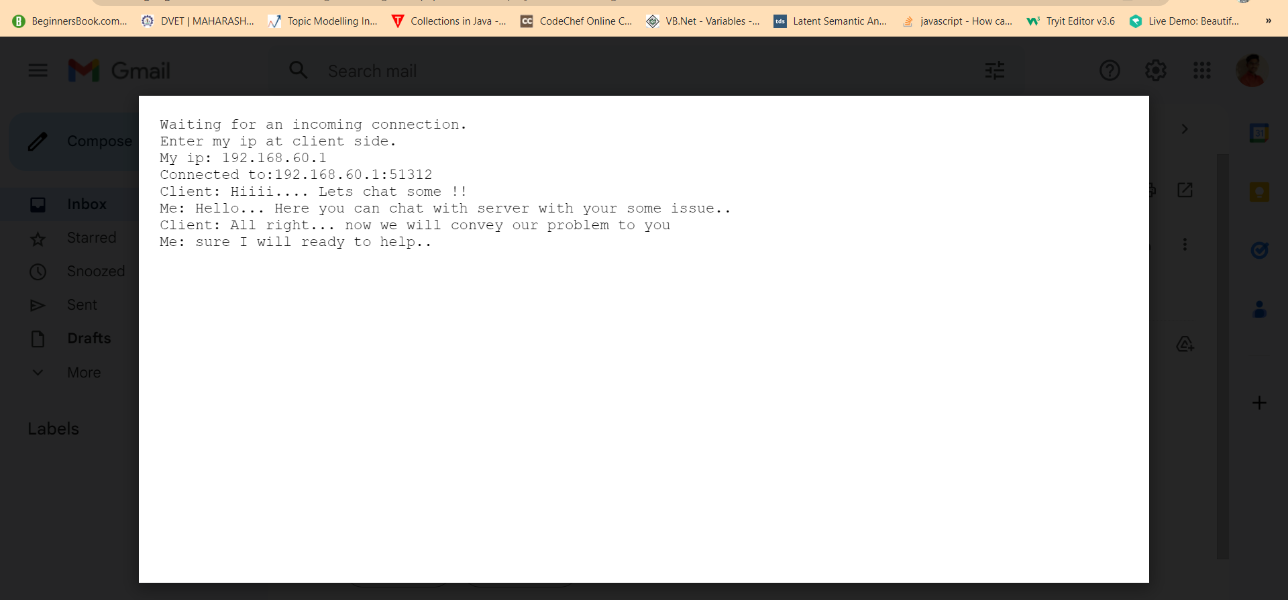 BeginnersBook.com...
DVET | MAHARASH...
Topic Modelling In...
Collections in Java -...
CC
CodeChef Online C...
VB.Net - Variables -...
tds
Latent Semantic An...
javascript - How ca...
Tryit Editor v3.6
Live Demo: Beautif...
»
Gmail
Search mail
Compose
Inbox
Starred
Snoozed
Sent
Drafts
More
Labels
Waiting for an incoming connection.
Enter my ip at client side.
My ip: 192.168.60.1
Connected to:192.168.60.1:51312
Client: Hiiii.... Lets chat some !!
Me: Hello... Here you can chat with server with your some issue..
Client: All right... now we will convey our problem to you
Me: sure I will ready to help..